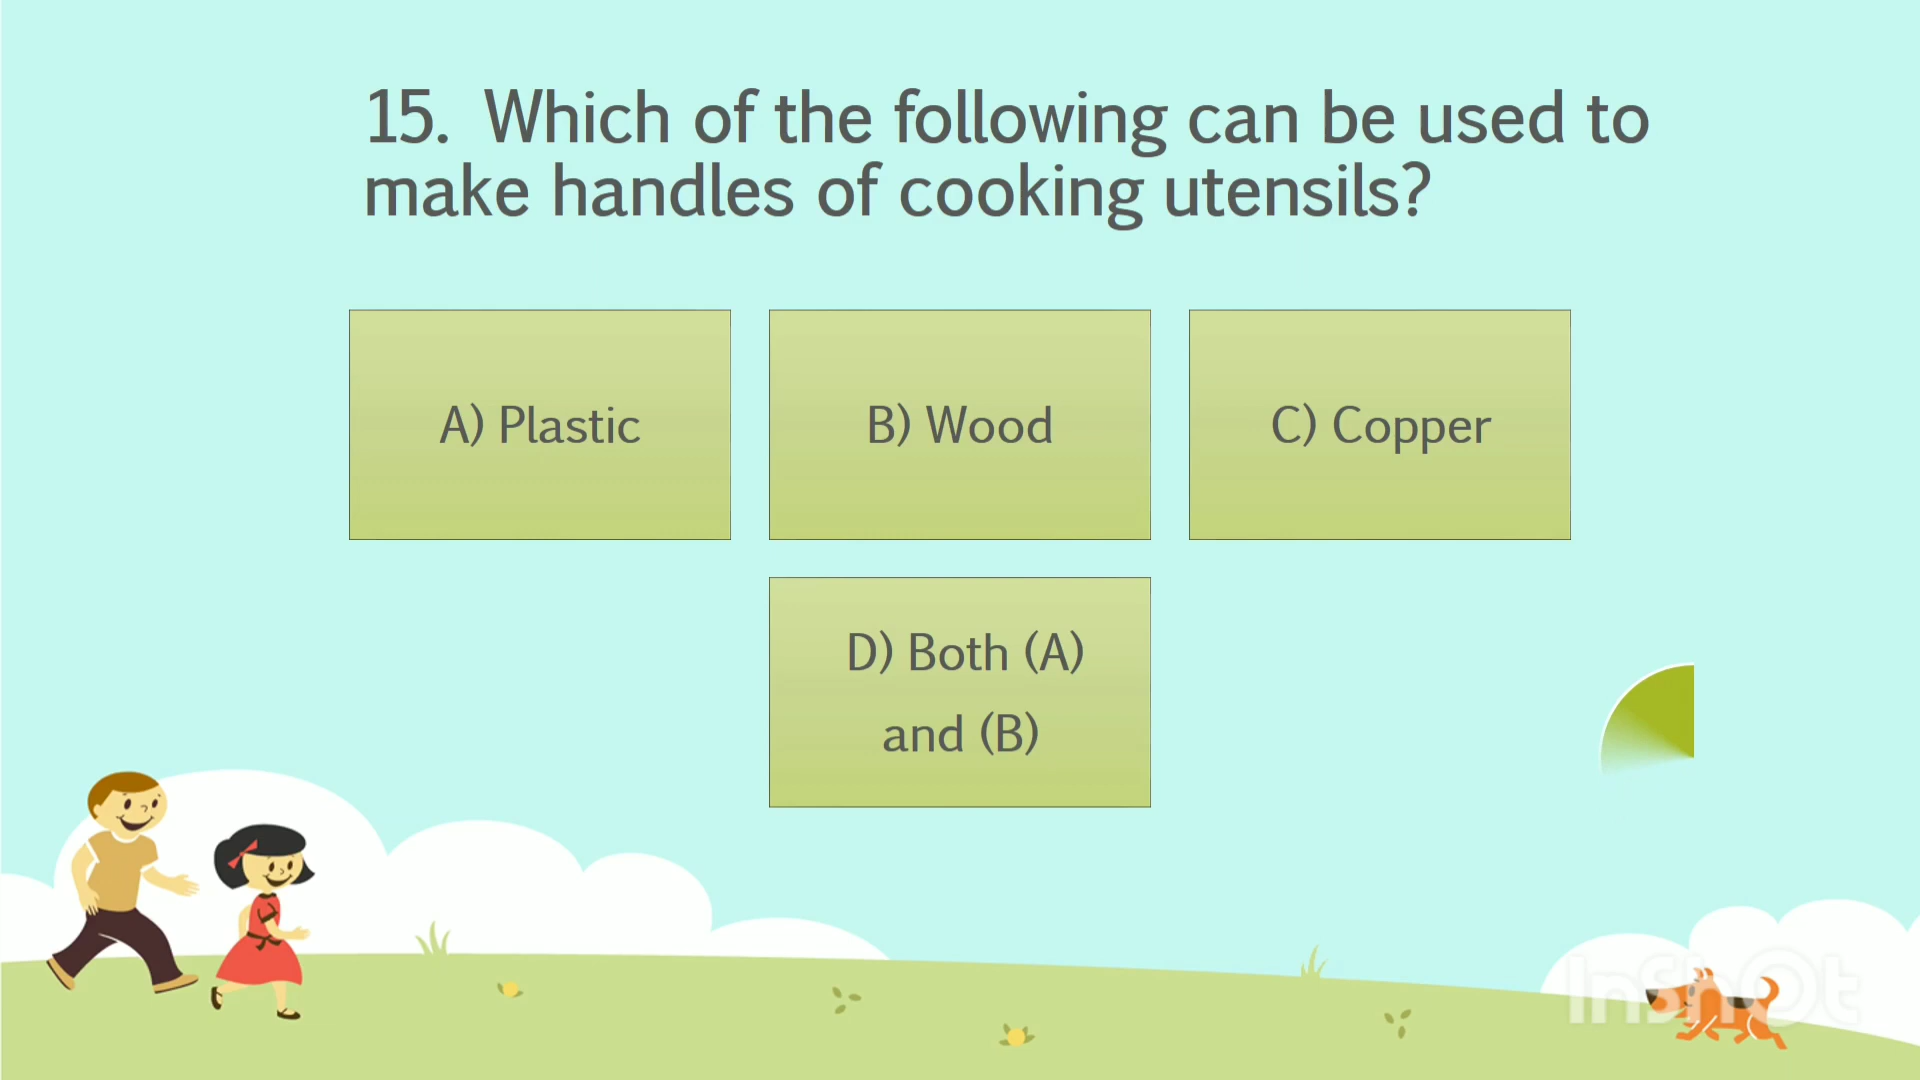 15. Which of the following can be used to
make handles of cooking utensils?
A) Plastic
B) Wood
C) Copper
D) Both (A)
and (B)
InShOt